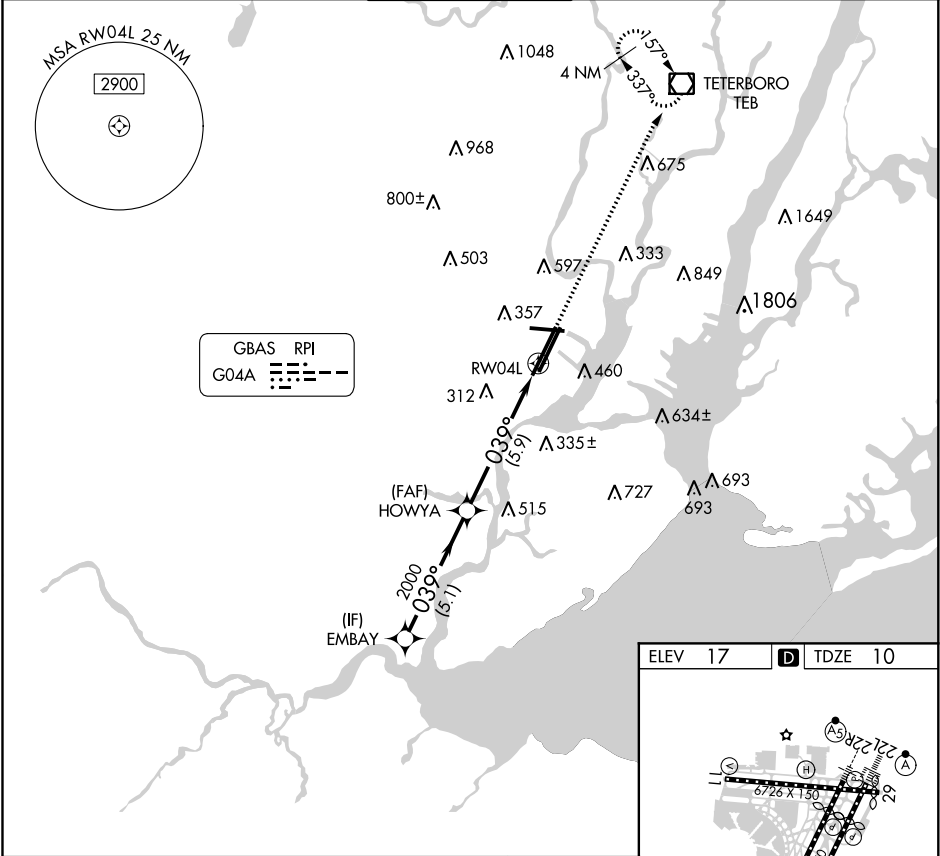 MSA RW04L 25 NM
2900
1048
4 NM
157°
337°
TETERBORO
TEB
968
675
800±
1649
503
597
333
849
357
1806
GBAS RPI
G04A
RW04L
460
312
634±
039°
(5.9)
335±
(FAF)
HOWYA
515
727
693
693
2000
039°
(5.1)
(IF)
EMBAY
ELEV 17
D
TDZE 10
A5
22R
22L
A
V
H
11
6726 X 150
29
P
P